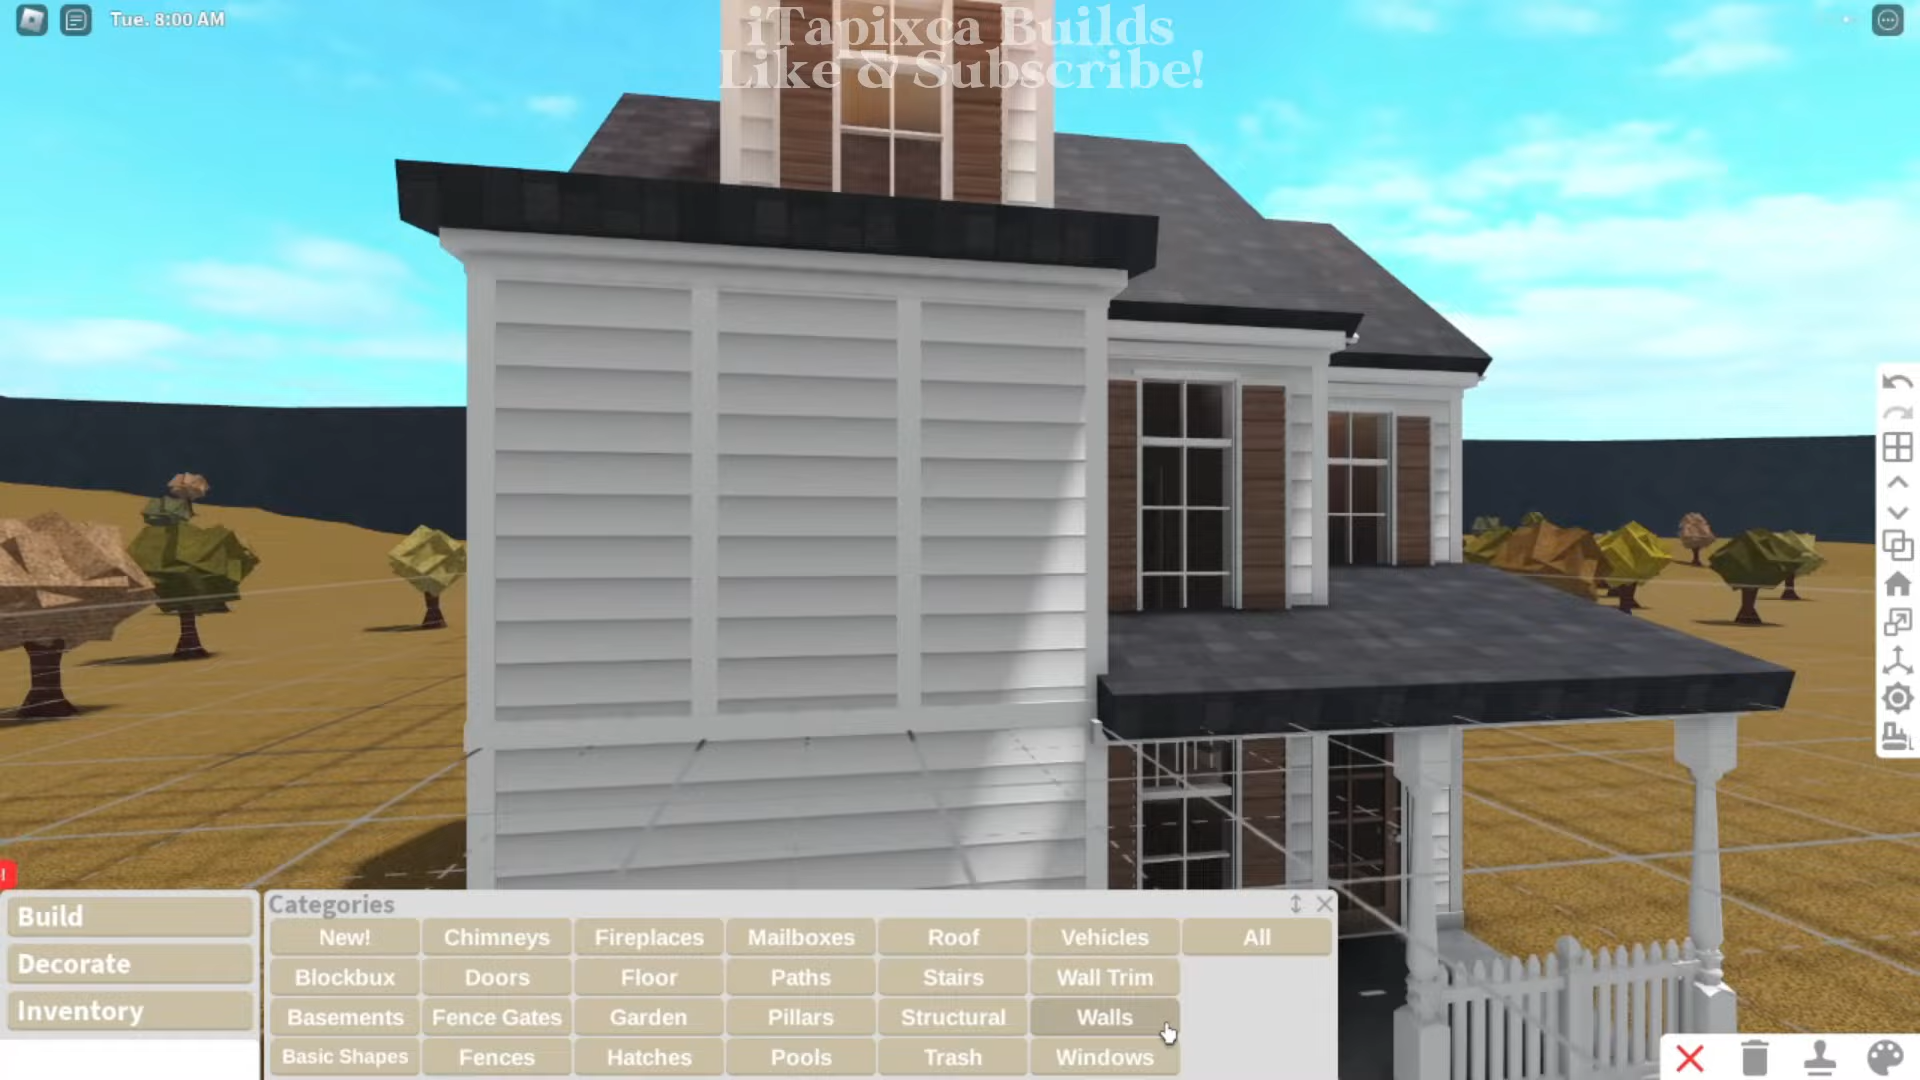 Tue. 8:00 AM
iTapixca Builds
Like & Subscribe!
Build
Decorate
Inventory
Categories
New!
Chimneys
Fireplaces
Mailboxes
Roof
Vehicles
All
Blockbux
Doors
Floor
Paths
Stairs
Wall Trim
Basements
Fence Gates
Garden
Pillars
Structural
Walls
Basic Shapes
Fences
Hatches
Pools
Trash
Windows